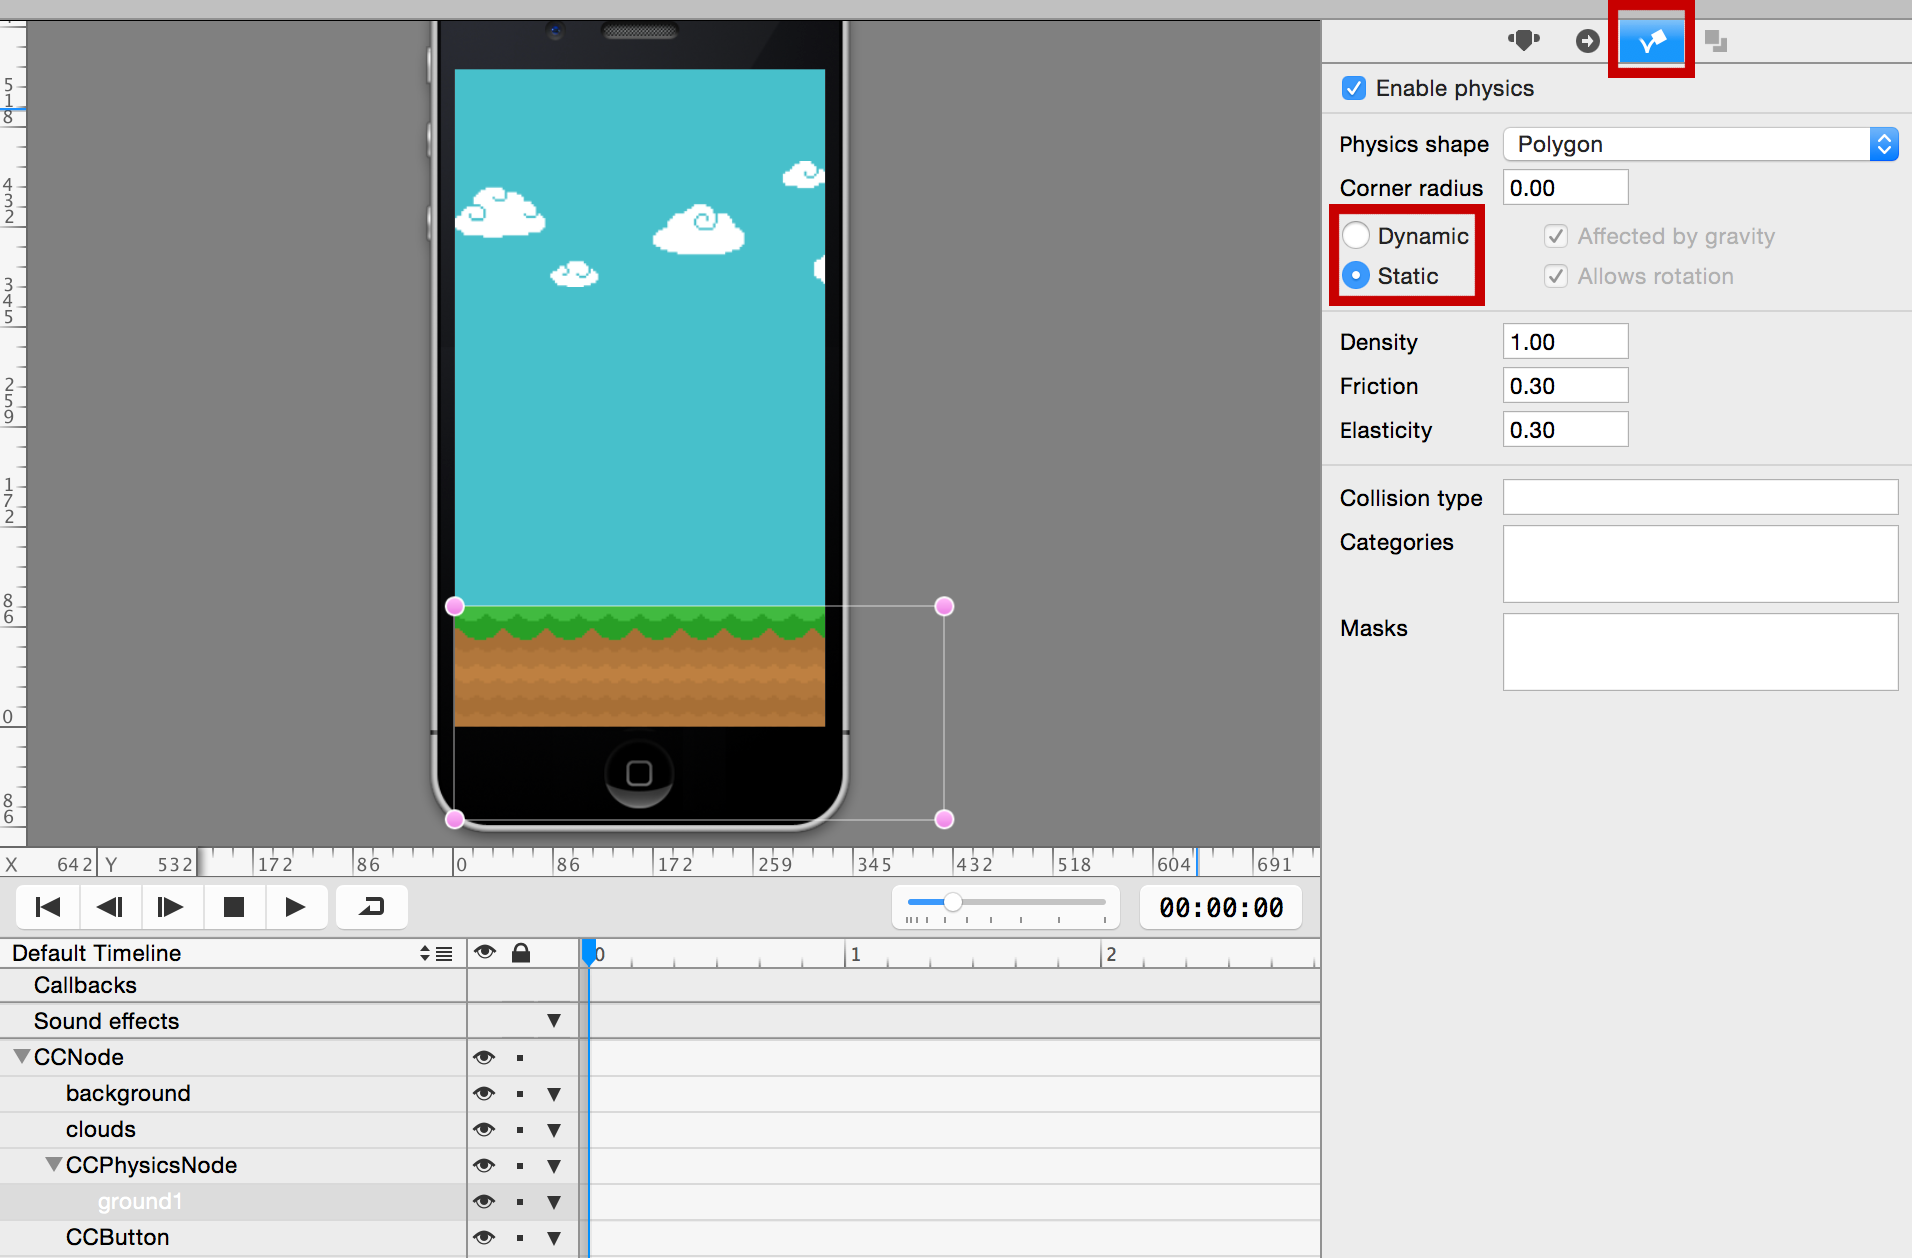 Enable physics
Physics shape Polygon
Corner radius 0.00
Dynamic Affected by gravity
Static Allows rotation
Density 1.00
Friction 0.30
Elasticity 0.30
Collision type
Categories
Masks
518
432
345
259
172
86
0
86
X 642 Y 532 172 86 0 86 172 259 345 432 518 604 691
00:00:00
Default Timeline 0 1 2
Callbacks
Sound effects
CCNode
background
clouds
CCPhysicsNode
ground1
CCButton